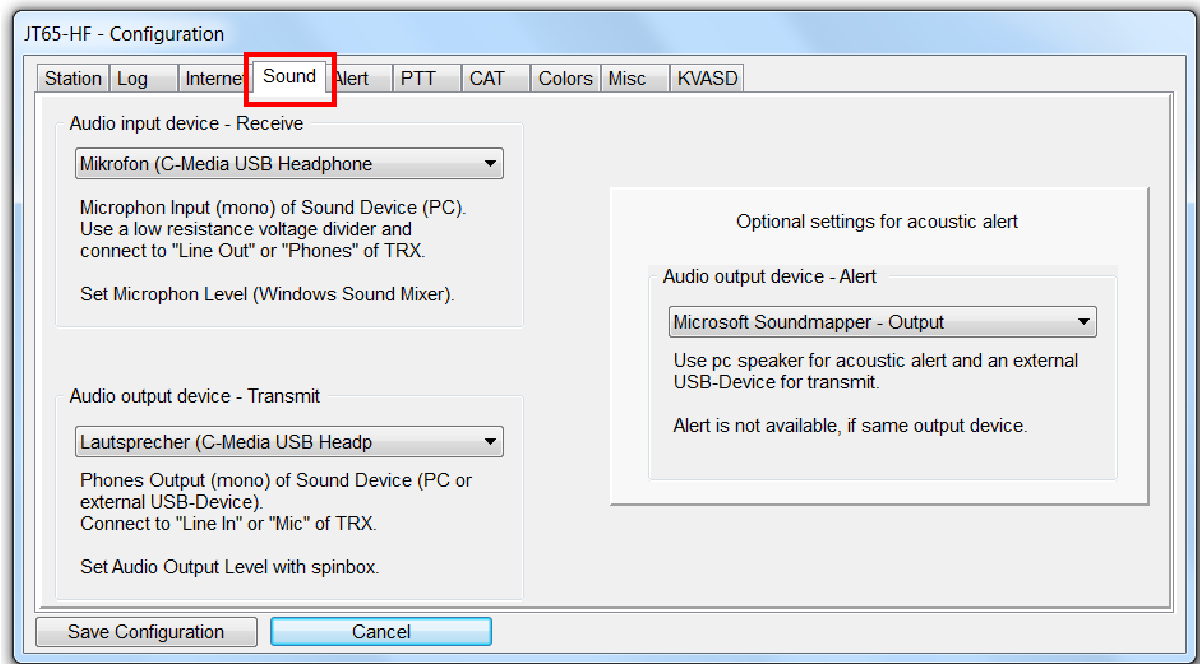 JT65-HF - Configuration
Station Log Interne Sound Alert PTT CAT Colors Misc KVASD
Audio input device - Receive
Mikrofon (C-Media USB Headphone
Microphon Input (mono) of Sound Device (PC).
Use a low resistance voltage divider and
connect to "Line Out" or "Phones" of TRX.
Set Microphon Level (Windows Sound Mixer).
Audio output device - Transmit
Lautsprecher (C-Media USB Headp
Phones Output (mono) of Sound Device (PC or
external USB-Device).
Connect to "Line In" or "Mic" of TRX.
Set Audio Output Level with spinbox.
Optional settings for acoustic alert
Audio output device - Alert
Microsoft Soundmapper - Output
Use pc speaker for acoustic alert and an external
USB-Device for transmit.
Alert is not available, if same output device.
Save Configuration
Cancel